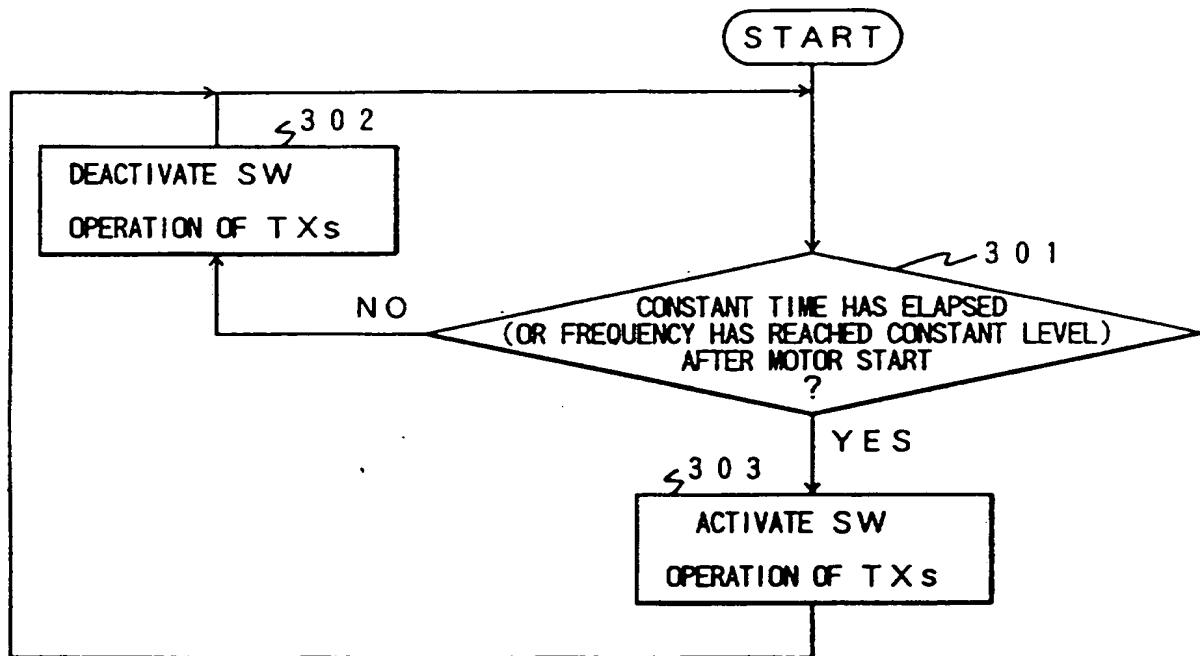 START
302
DEACTIVATE SW
OPERATION OF TXs
301
CONSTANT TIME HAS ELAPSED
(OR FREQUENCY HAS REACHED CONSTANT LEVEL)
AFTER MOTOR START
?
NO
YES
303
ACTIVATE SW
OPERATION OF TXs